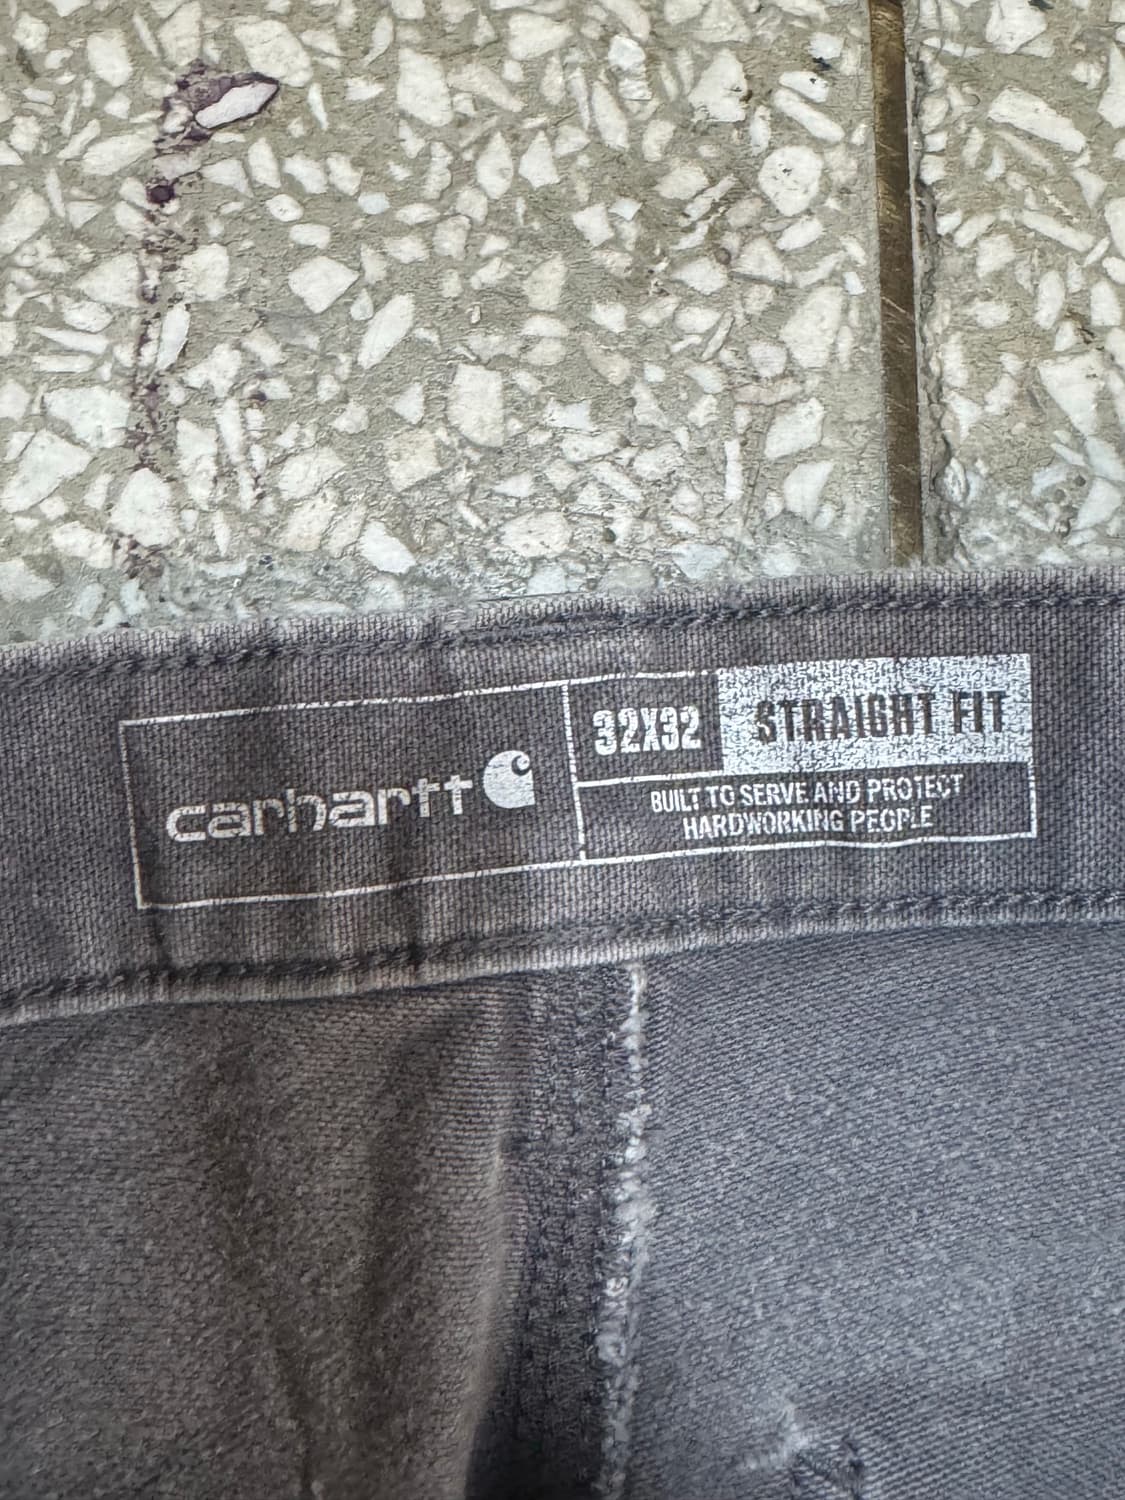 carhartt
32X32
STRAIGHT FIT
BUILT TO SERVE AND PROTECT
HARDWORKING PEOPLE